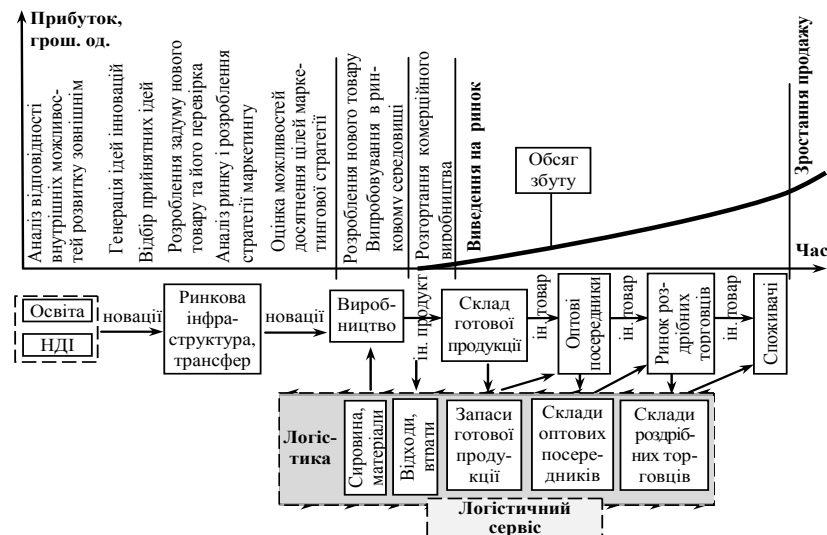 Прибуток,
грош. од.
Аналіз відповідності
внутрішніх можливос-
тей розвитку зовнішнім
Генерація ідей інновацій
Відбір прийнятних ідей
Розроблення задуму нового
товару та його перевірка
Аналіз ринку і розроблення
стратегії маркетингу
Оцінка можливостей
досягнення цілей марке-
тингової стратегії
Розроблення нового товару
Випробовування в рин-
ковому середовищі
Розгортання комерційного
виробництва
Виведення на ринок
Обсяг
збуту
Зростання продажу
Час
Освіта
НДІ
новації
Ринкова
інфра-
структура,
трансфер
новації
Вироб-
ництво
ін. продукт
Склад
готової
продукції
ін. товар
Оптові
посередники
ін. товар
Ринок роз-
дрібних
торговців
ін. товар
Споживачі
Логіс-
тика
Сировина,
матеріали
Відходи,
втрати
Запаси
готової
проду-
кції
Склади
оптових
посере-
дників
Склади
роздріб-
них тор-
говців
Логістичний
сервіс